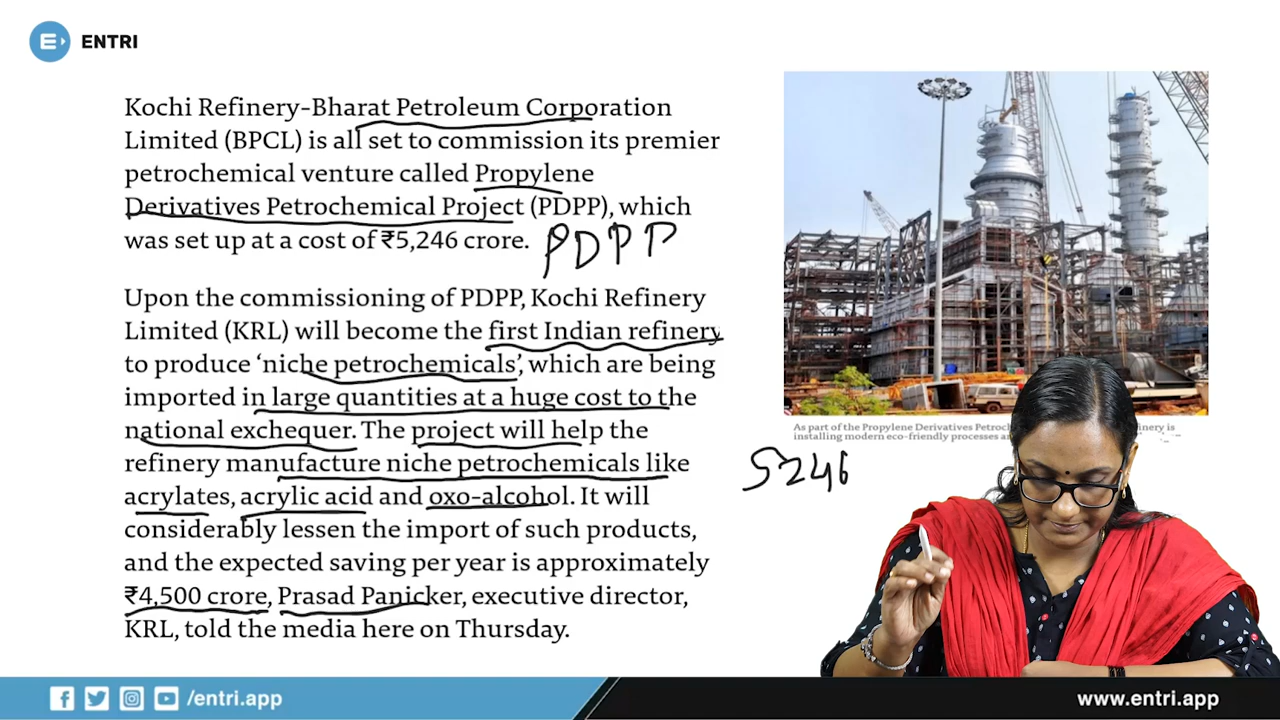 ENTRI
Kochi Refinery-Bharat Petroleum Corporation
Limited (BPCL) is all set to commission its premier
petrochemical venture called Propylene
Derivatives Petrochemical Project (PDPP), which
was set up at a cost of ₹5,246 crore.
PDPP
Upon the commissioning of PDPP, Kochi Refinery
Limited (KRL) will become the first Indian refinery
to produce ‘niche petrochemicals’, which are being
imported in large quantities at a huge cost to the
national exchequer. The project will help the
refinery manufacture niche petrochemicals like
acrylates, acrylic acid and oxo-alcohol. It will
considerably lessen the import of such products,
and the expected saving per year is approximately
₹4,500 crore, Prasad Panicker, executive director,
KRL, told the media here on Thursday.
As part of the Propylene Derivatives
installing modern eco-friendly processes
5246
/entri.app
www.entri.app